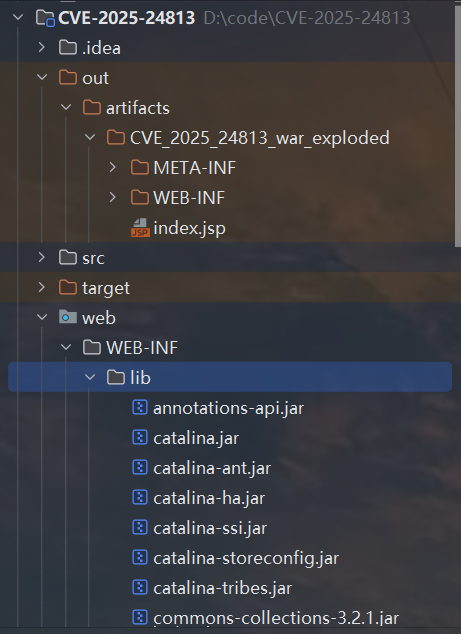 CVE-2025-24813 D:\code\CVE-2025-24813
.idea
out
artifacts
CVE_2025_24813_war_exploded
META-INF
WEB-INF
JSP index.jsp
src
target
web
WEB-INF
lib
annotations-api.jar
catalina.jar
catalina-ant.jar
catalina-ha.jar
catalina-ssi.jar
catalina-storeconfig.jar
catalina-tribes.jar
commons-collections-3.2.1.jar